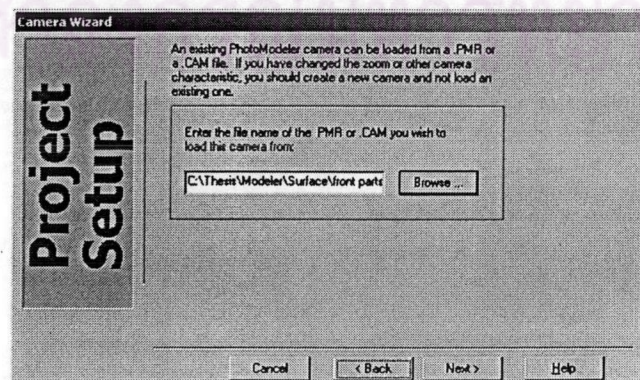 Camera Wizard
Project
Setup
An existing PhotoModeler camera can be loaded from a .PMR or
a .CAM file. If you have changed the zoom or other camera
characteristic, you should create a new camera and not load an
existing one.
Enter the file name of the .PMR or .CAM you wish to
load this camera from:
C:\Thesis\Modeler\Surface\front parts
Browse ...
Cancel
< Back
Next >
Help